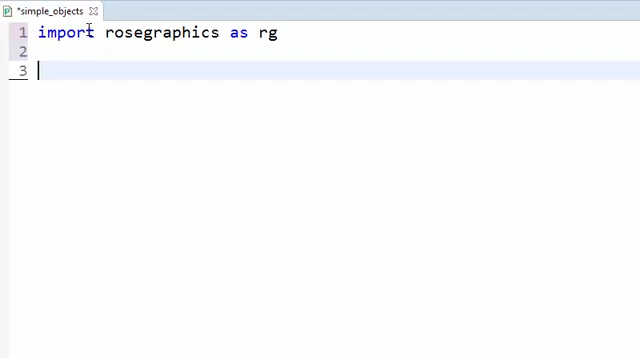 *simple_objects
1 import rosegraphics as rg
2
3